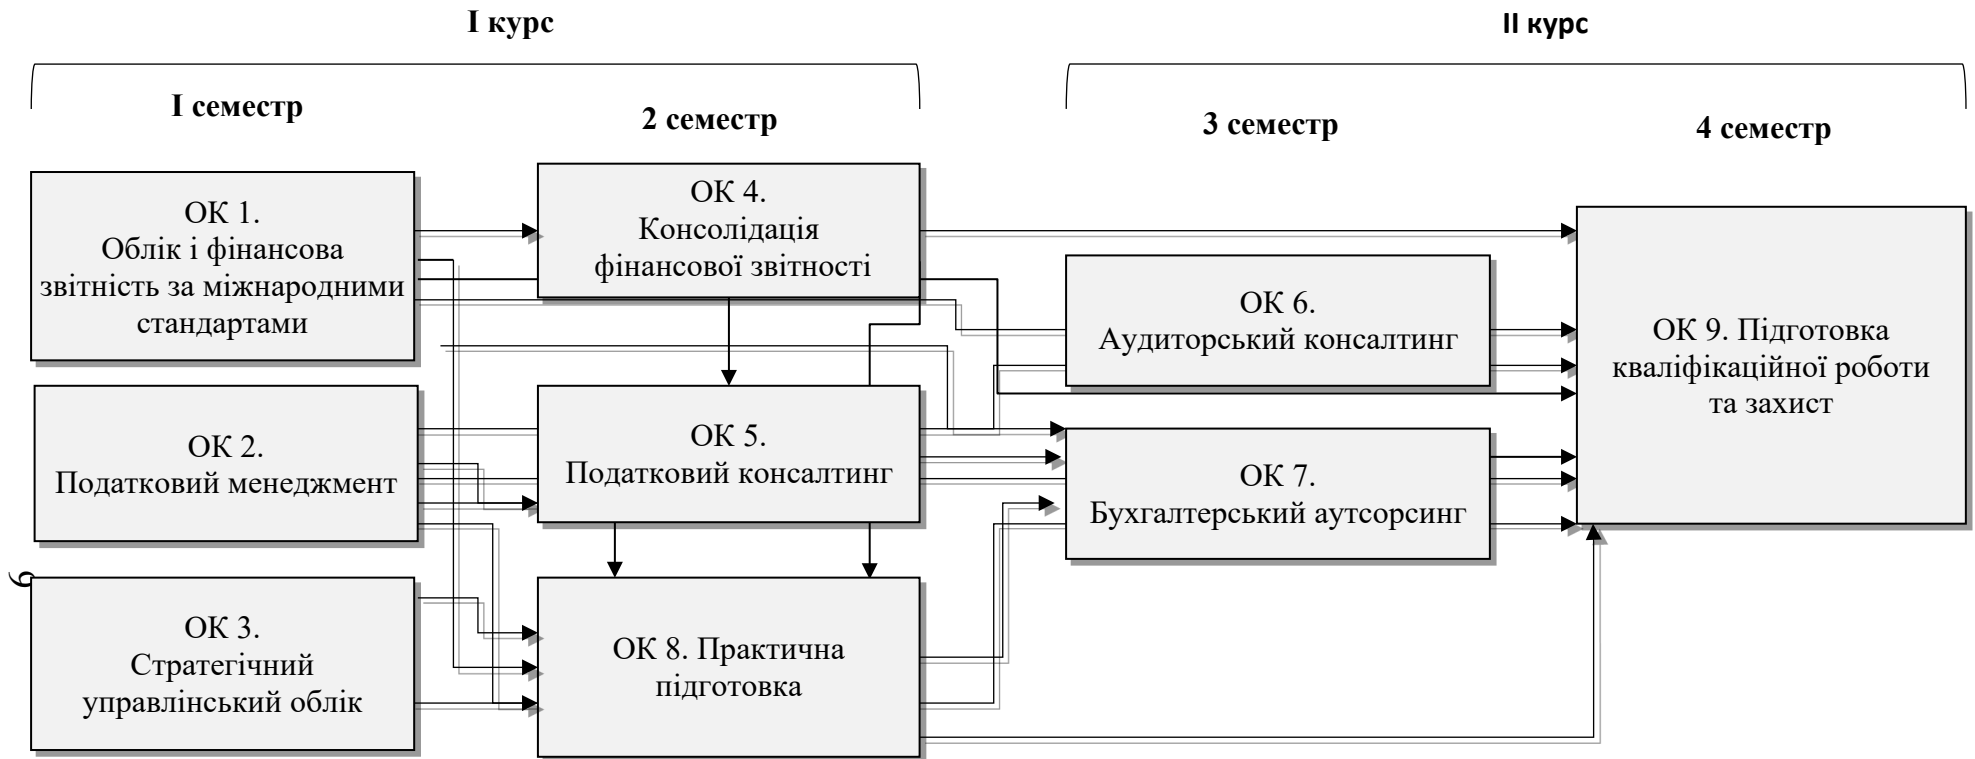 І курс
ІІ курс
І семестр
2 семестр
3 семестр
4 семестр
ОК 1.
Облік і фінансова
звітність за міжнародними
стандартами
ОК 2.
Податковий менеджмент
ОК 3.
Стратегічний
управлінський облік
ОК 4.
Консолідація
фінансової звітності
ОК 5.
Податковий консалтинг
ОК 8. Практична
підготовка
ОК 6.
Аудиторський консалтинг
ОК 7.
Бухгалтерський аутсорсинг
ОК 9. Підготовка
кваліфікаційної роботи
та захист